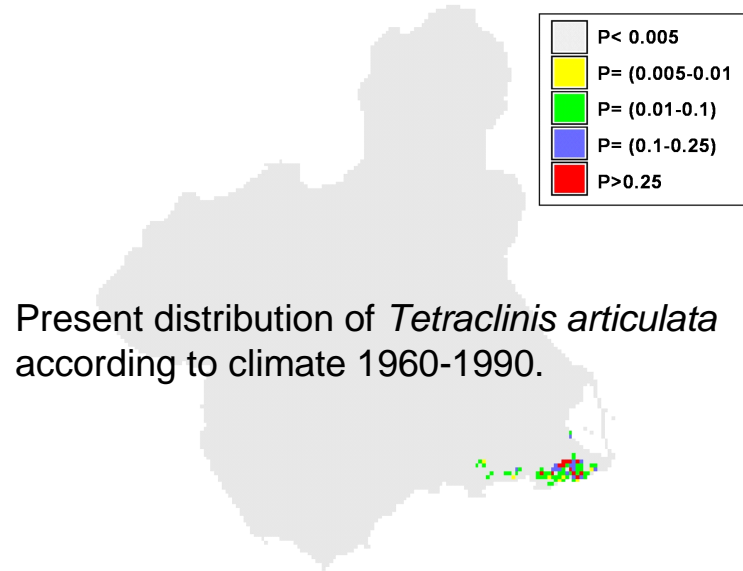 P< 0.005
P= (0.005-0.01
P= (0.01-0.1)
P= (0.1-0.25)
P>0.25
Present distribution of Tetraclinis articulata
according to climate 1960-1990.